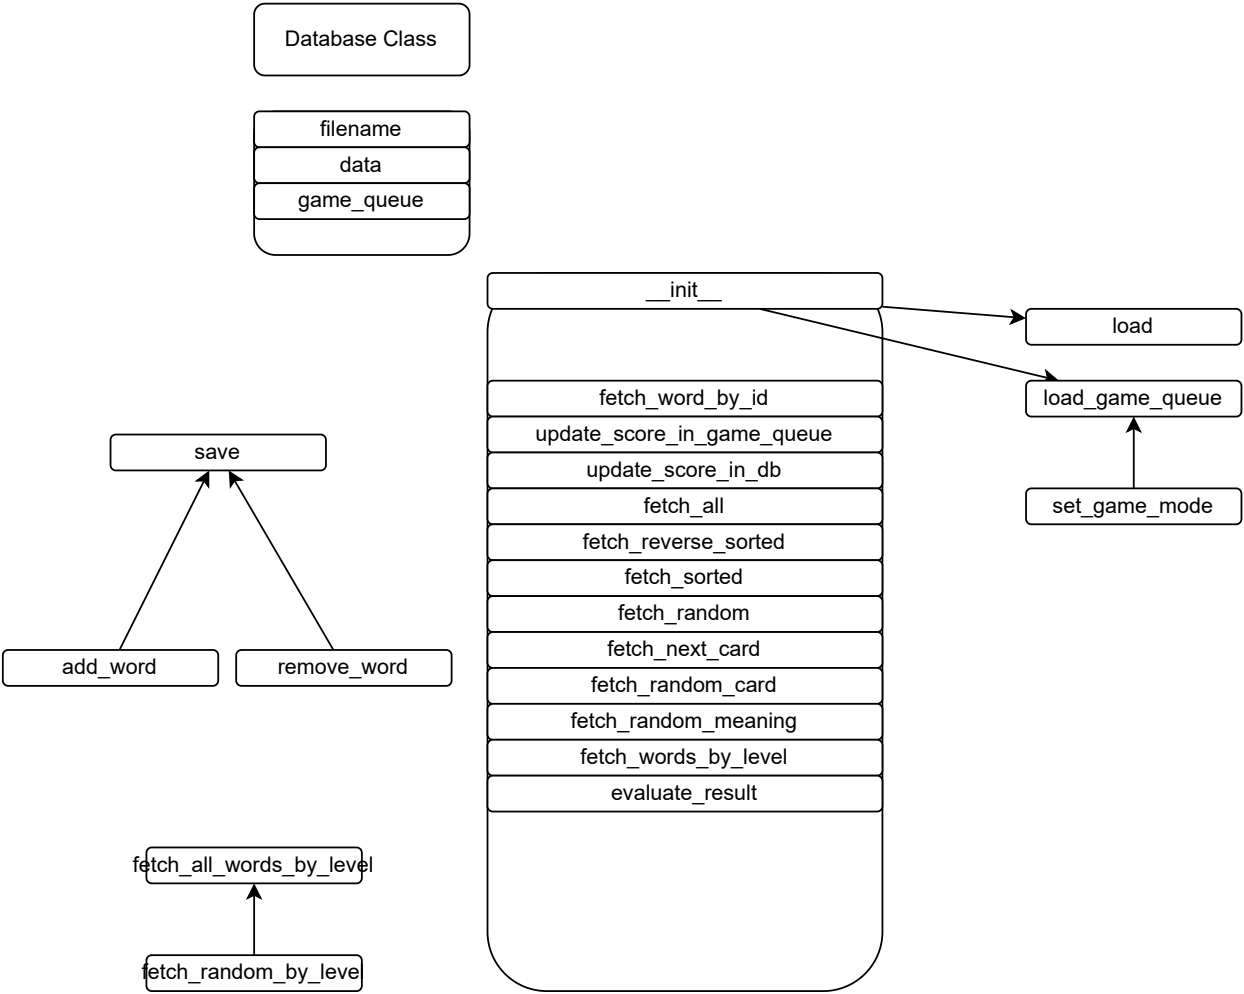 Database Class
filename
data
game_queue
__init__
load
load_game_queue
set_game_mode
fetch_word_by_id
update_score_in_game_queue
update_score_in_db
fetch_all
fetch_reverse_sorted
fetch_sorted
fetch_random
fetch_next_card
fetch_random_card
fetch_random_meaning
fetch_words_by_level
evaluate_result
save
add_word
remove_word
fetch_all_words_by_level
fetch_random_by_level